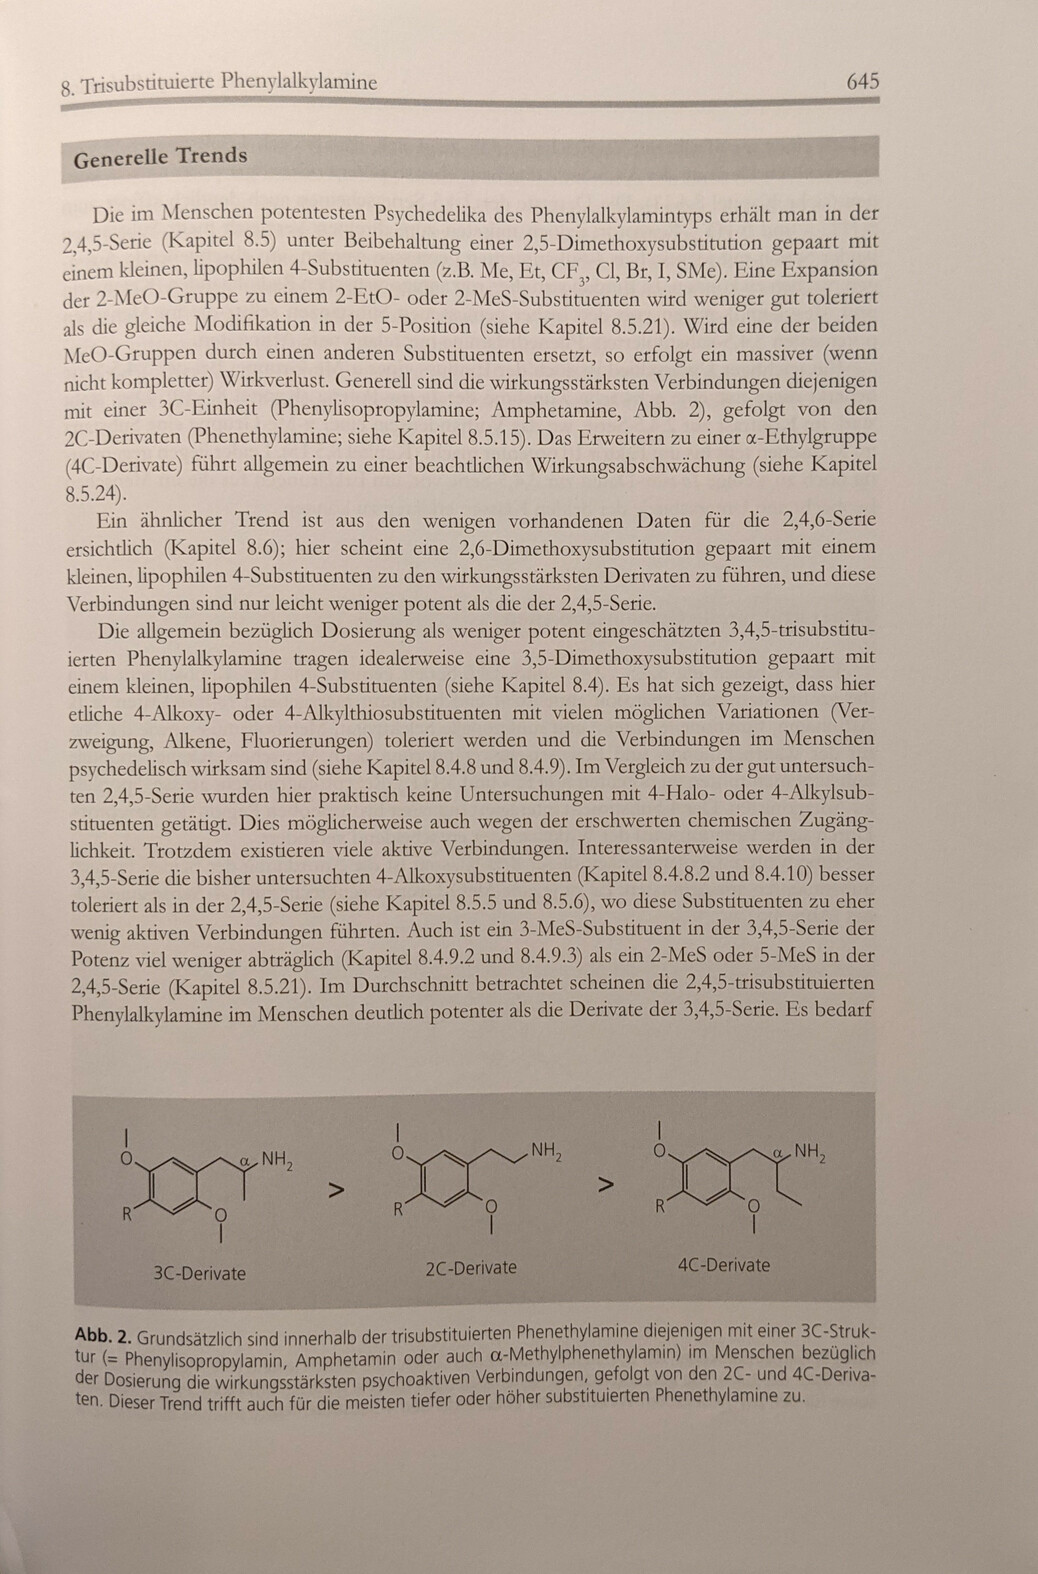 8. Trisubstituierte Phenylalkylamine 645
Generelle Trends
Die im Menschen potentesten Psychedelika des Phenylalkylamintyps erhält man in der
2,4,5-Serie (Kapitel 8.5) unter Beibehaltung einer 2,5-Dimethoxysubstitution gepaart mit
einem kleinen, lipophilen 4-Substituenten (z.B. Me, Et, CF₃, Cl, Br, I, SMe). Eine Expansion
der 2-MeO-Gruppe zu einem 2-EtO- oder 2-MeS-Substituenten wird weniger gut toleriert
als die gleiche Modifikation in der 5-Position (siehe Kapitel 8.5.21). Wird eine der beiden
MeO-Gruppen durch einen anderen Substituenten ersetzt, so erfolgt ein massiver (wenn
nicht kompletter) Wirkverlust. Generell sind die wirkungsstärksten Verbindungen diejenigen
mit einer 3C-Einheit (Phenylisopropylamine; Amphetamine, Abb. 2), gefolgt von den
2C-Derivaten (Phenethylamine; siehe Kapitel 8.5.15). Das Erweitern zu einer α-Ethylgruppe
(4C-Derivate) führt allgemein zu einer beachtlichen Wirkungsabschwächung (siehe Kapitel
8.5.24).
Ein ähnlicher Trend ist aus den wenigen vorhandenen Daten für die 2,4,6-Serie
ersichtlich (Kapitel 8.6); hier scheint eine 2,6-Dimethoxysubstitution gepaart mit einem
kleinen, lipophilen 4-Substituenten zu den wirkungsstärksten Derivaten zu führen, und diese
Verbindungen sind nur leicht weniger potent als die der 2,4,5-Serie.
Die allgemein bezüglich Dosierung als weniger potent eingeschätzten 3,4,5-trisubstitu-
ierten Phenylalkylamine tragen idealerweise eine 3,5-Dimethoxysubstitution gepaart mit
einem kleinen, lipophilen 4-Substituenten (siehe Kapitel 8.4). Es hat sich gezeigt, dass hier
etliche 4-Alkoxy- oder 4-Alkylthiosubstituenten mit vielen möglichen Variationen (Ver-
zweigung, Alkene, Fluorierungen) toleriert werden und die Verbindungen im Menschen
psychedelisch wirksam sind (siehe Kapitel 8.4.8 und 8.4.9). Im Vergleich zu der gut untersuch-
ten 2,4,5-Serie wurden hier praktisch keine Untersuchungen mit 4-Halo- oder 4-Alkylsub-
stituenten getätigt. Dies möglicherweise auch wegen der erschwerten chemischen Zugäng-
lichkeit. Trotzdem existieren viele aktive Verbindungen. Interessanterweise werden in der
3,4,5-Serie die bisher untersuchten 4-Alkoxysubstituenten (Kapitel 8.4.8.2 und 8.4.10) besser
toleriert als in der 2,4,5-Serie (siehe Kapitel 8.5.5 und 8.5.6), wo diese Substituenten zu eher
wenig aktiven Verbindungen führten. Auch ist ein 3-MeS-Substituent in der 3,4,5-Serie der
Potenz viel weniger abträglich (Kapitel 8.4.9.2 und 8.4.9.3) als ein 2-MeS oder 5-MeS in der
2,4,5-Serie (Kapitel 8.5.21). Im Durchschnitt betrachtet scheinen die 2,4,5-trisubstituierten
Phenylalkylamine im Menschen deutlich potenter als die Derivate der 3,4,5-Serie. Es bedarf
O α NH₂ R O
>
O NH₂ R O
>
O α NH₂ R O
3C-Derivate
2C-Derivate
4C-Derivate
Abb. 2. Grundsätzlich sind innerhalb der trisubstituierten Phenethylamine diejenigen mit einer 3C-Struk-
tur (= Phenylisopropylamin, Amphetamin oder auch α-Methylphenethylamin) im Menschen bezüglich
der Dosierung die wirkungsstärksten psychoaktiven Verbindungen, gefolgt von den 2C- und 4C-Deriva-
ten. Dieser Trend trifft auch für die meisten tiefer oder höher substituierten Phenethylamine zu.